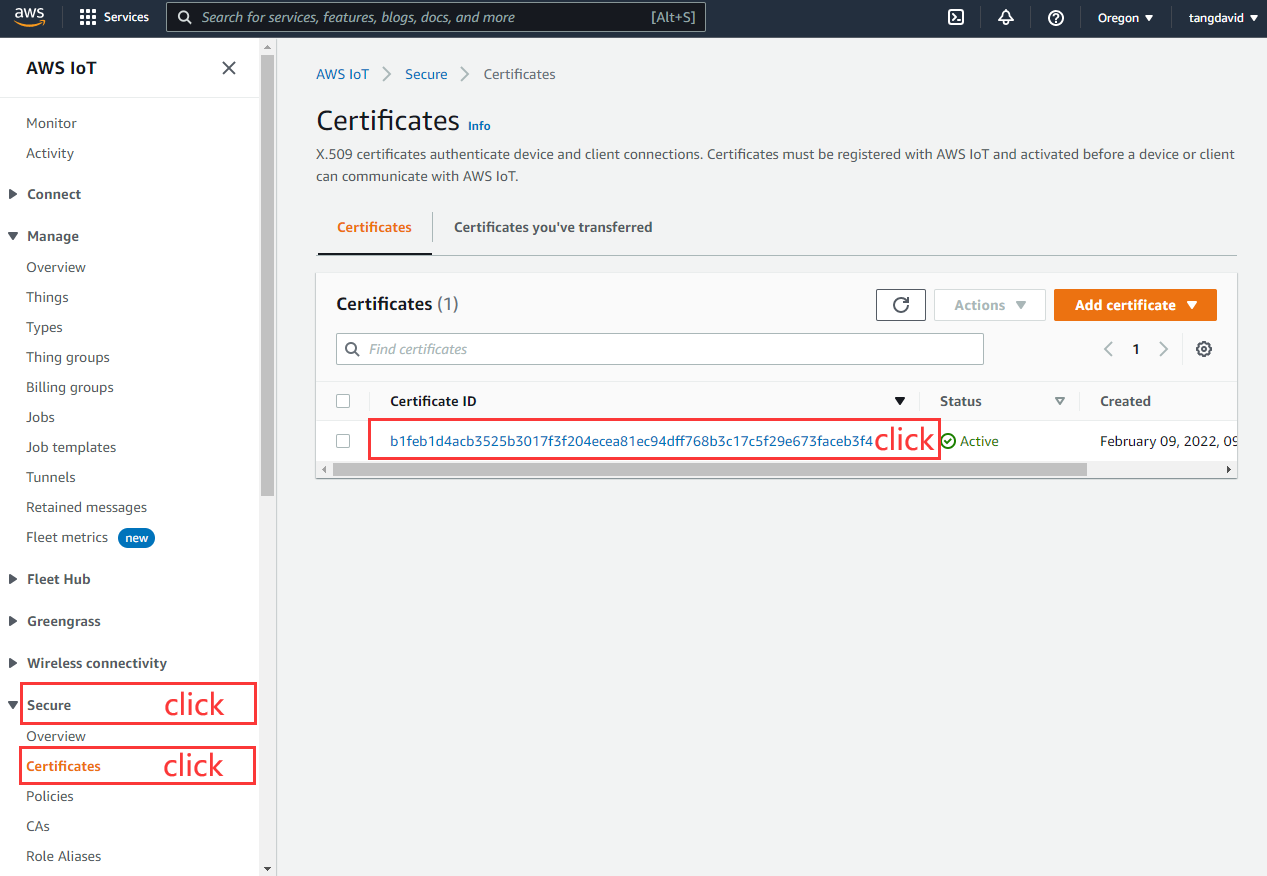 aws Services Search for services, features, blogs, docs, and more [Alt+S] Oregon tangdavid
AWS IoT
Monitor
Activity
Connect
Manage
Overview
Things
Types
Thing groups
Billing groups
Jobs
Job templates
Tunnels
Retained messages
Fleet metrics new
Fleet Hub
Greengrass
Wireless connectivity
Secure click
Overview
Certificates click
Policies
CAs
Role Aliases
AWS IoT Secure Certificates
Certificates Info
X.509 certificates authenticate device and client connections. Certificates must be registered with AWS IoT and activated before a device or client
can communicate with AWS IoT.
Certificates Certificates you've transferred
Certificates (1) Actions Add certificate
Find certificates 1
Certificate ID Status Created
b1feb1d4acb3525b3017f3f204ecea81ec94dff768b3c17c5f29e673faceb3f4 click Active February 09, 2022, 09